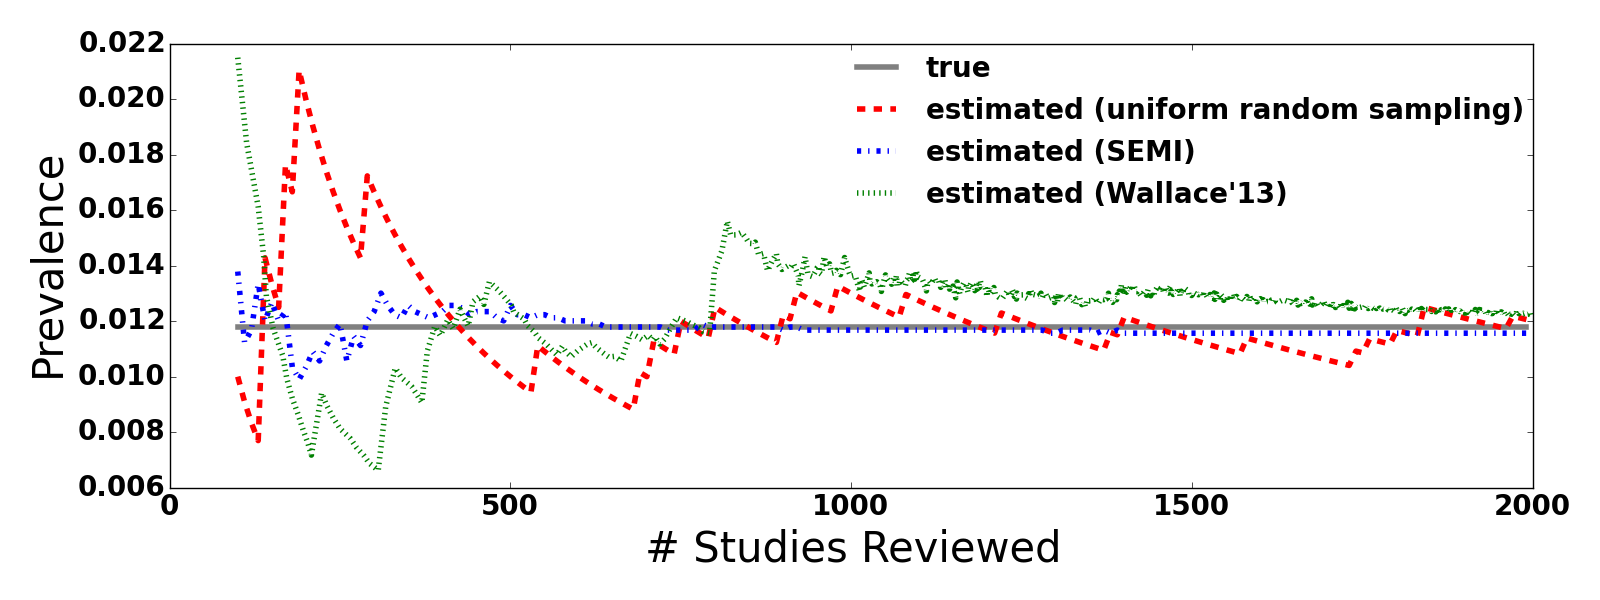 0.022
0.020
0.018
0.016
0.014
0.012
0.010
0.008
0.006
Prevalence
true
estimated (uniform random sampling)
estimated (SEMI)
estimated (Wallace'13)
0
500
1000
1500
2000
# Studies Reviewed